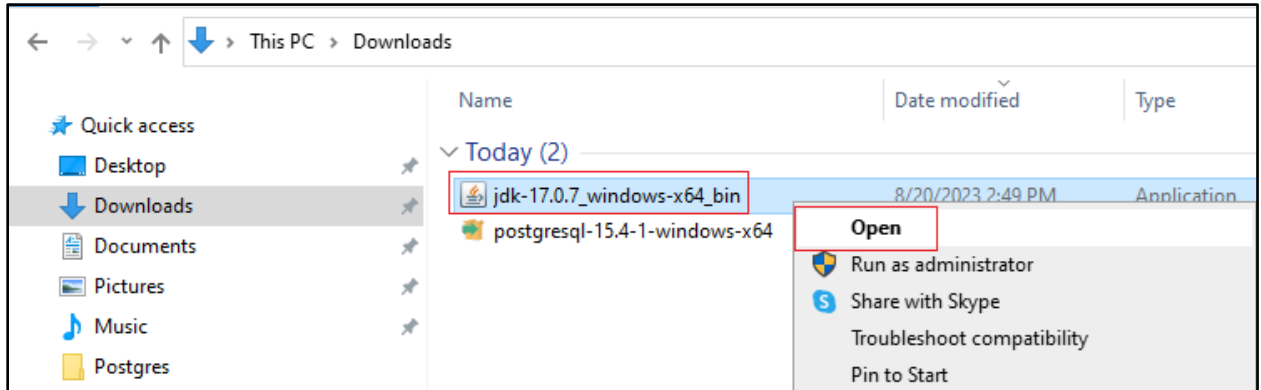 This PC > Downloads
Name Date modified Type
Quick access
Today (2)
Desktop
jdk-17.0.7_windows-x64_bin 8/20/2023 2:49 PM Application
Downloads
postgresql-15.4-1-windows-x64 Open
Documents
Run as administrator
Pictures
Share with Skype
Music
Troubleshoot compatibility
Postgres
Pin to Start